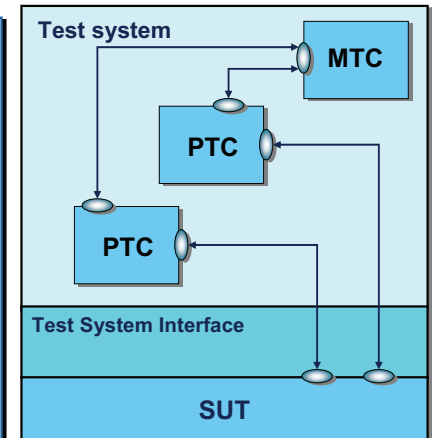 Test system
MTC
PTC
PTC
Test System Interface
SUT